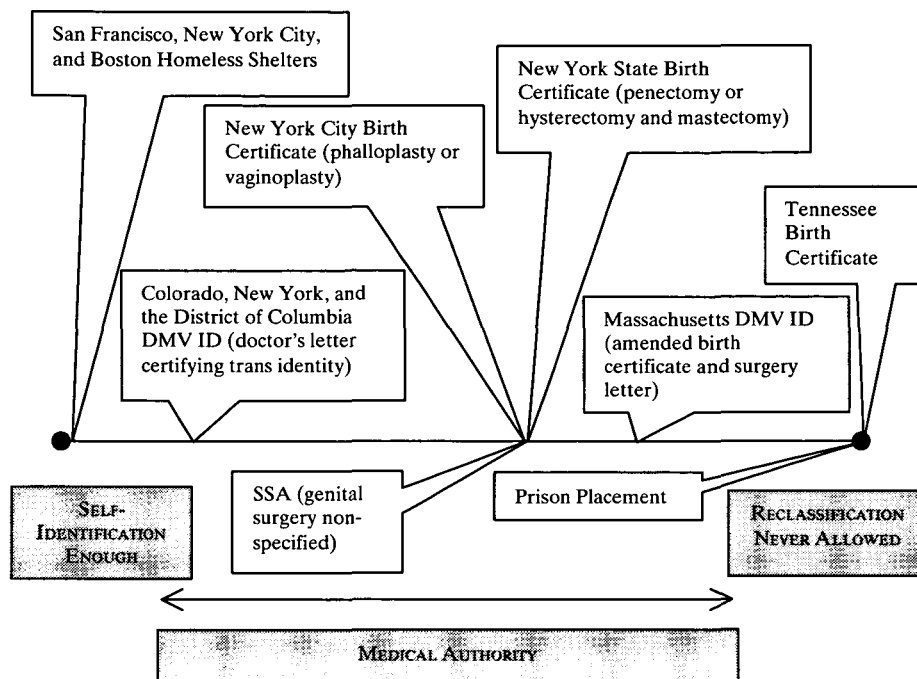 San Francisco, New York City,
and Boston Homeless Shelters
New York State Birth
Certificate (penectomy or
hysterectomy and mastectomy)
New York City Birth
Certificate (phalloplasty or
vaginoplasty)
Tennessee
Birth
Certificate
Colorado, New York, and
the District of Columbia
DMV ID (doctor's letter
certifying trans identity)
Massachusetts DMV ID
(amended birth
certificate and surgery
letter)
SSA (genital
surgery non-
specified)
Prison Placement
SELF-
IDENTIFICATION
ENOUGH
RECLASSIFICATION
NEVER ALLOWED
MEDICAL AUTHORITY